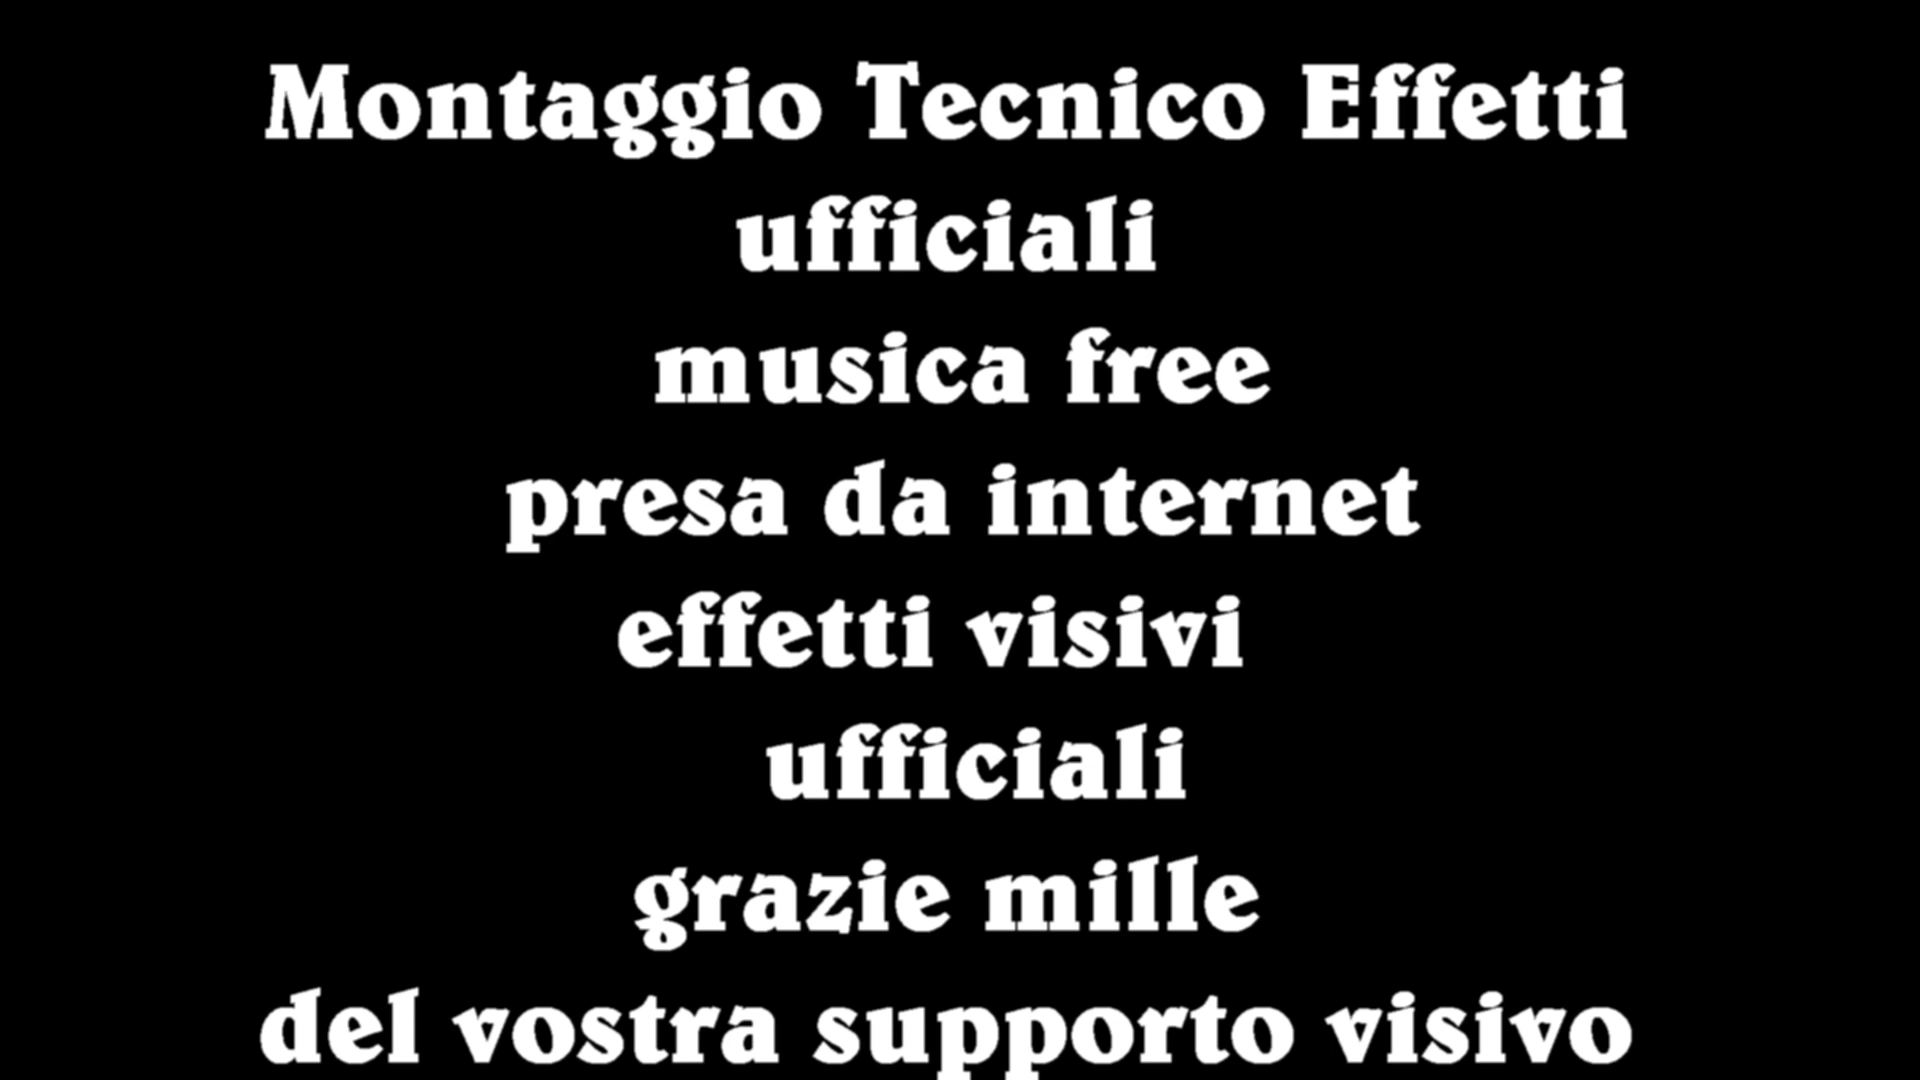 Montaggio Tecnico Effetti
ufficiali
musica free
presa da internet
effetti visivi
ufficiali
grazie mille
del vostra supporto visivo